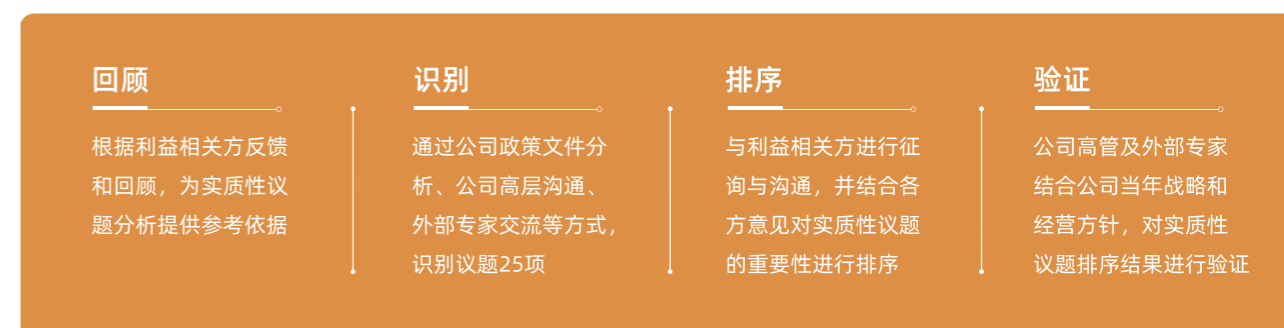 回顾
根据利益相关方反馈
和回顾，为实质性议
题分析提供参考依据
识别
通过公司政策文件分
析、公司高层沟通、
外部专家交流等方式，
识别议题25项
排序
与利益相关方进行征
询与沟通，并结合各
方意见对实质性议题
的重要性进行排序
验证
公司高管及外部专家
结合公司当年战略和
经营方针，对实质性
议题排序结果进行验证